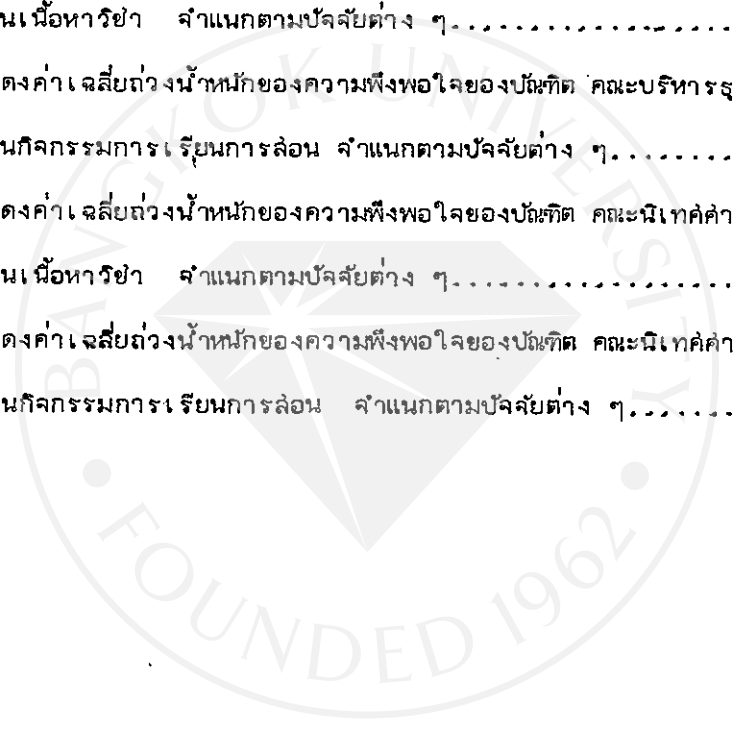 นเนื้อหาวิชา จำแนกตามปัจจัยต่าง ๆ....................
ดงค่าเฉลี่ยถ่วงน้ำหนักของความพึงพอใจของบัณฑิต คณะบริหารธุ
นกิจกรรมการเรียนการสอน จำแนกตามปัจจัยต่าง ๆ.........
ดงค่าเฉลี่ยถ่วงน้ำหนักของความพึงพอใจของบัณฑิต คณะนิเทศศา
นเนื้อหาวิชา จำแนกตามปัจจัยต่าง ๆ....................
ดงค่าเฉลี่ยถ่วงน้ำหนักของความพึงพอใจของบัณฑิต คณะนิเทศศา
นกิจกรรมการเรียนการสอน จำแนกตามปัจจัยต่าง ๆ........
BANGKOK UNIVERSITY
FOUNDED 1962